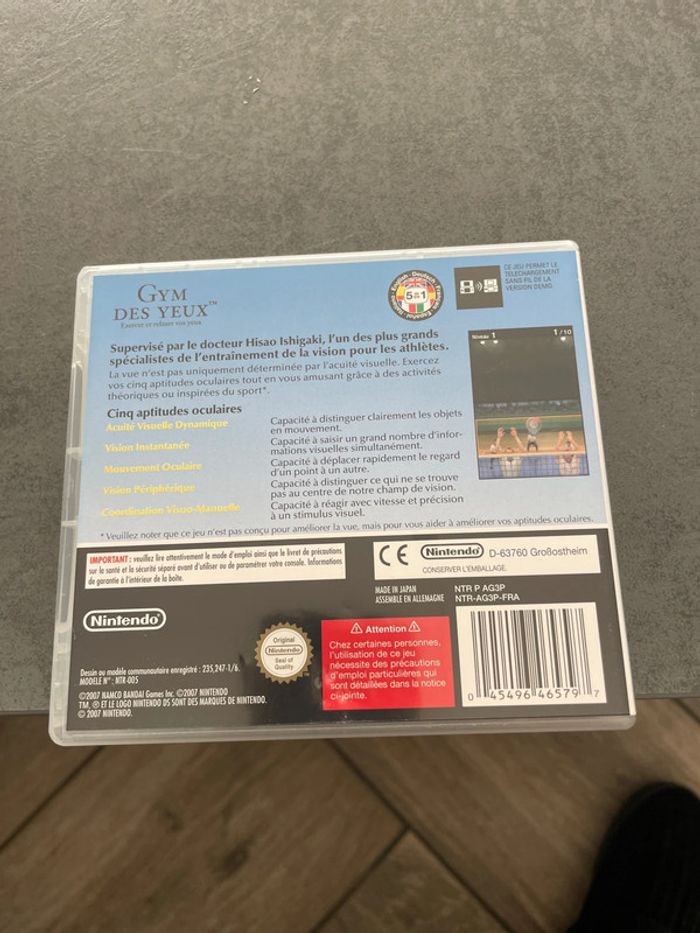 GYM
DES YEUX™
Exercer et relaxer vos yeux
English · Deutsch · Français · Español · Italiano
5 in 1
CE JEU PERMET LE
TÉLÉCHARGEMENT
SANS FIL DE LA
VERSION DEMO.
Supervisé par le docteur Hisao Ishigaki, l'un des plus grands
spécialistes de l'entraînement de la vision pour les athlètes.
La vue n'est pas uniquement déterminée par l'acuité visuelle. Exercez
vos cinq aptitudes oculaires tout en vous amusant grâce à des activités
théoriques ou inspirées du sport*.
Niveau 1
1/10
Cinq aptitudes oculaires
Acuité Visuelle Dynamique
Capacité à distinguer clairement les objets
en mouvement.
Vision Instantanée
Capacité à saisir un grand nombre d'infor-
mations visuelles simultanément.
Mouvement Oculaire
Capacité à déplacer rapidement le regard
d'un point à un autre.
Vision Périphérique
Capacité à distinguer ce qui ne se trouve
pas au centre de notre champ de vision.
Coordination Visuo-Manuelle
Capacité à réagir avec vitesse et précision
à un stimulus visuel.
* Veuillez noter que ce jeu n'est pas conçu pour améliorer la vue, mais pour vous aider à améliorer vos aptitudes oculaires.
IMPORTANT : veuillez lire attentivement le mode d'emploi ainsi que le livret de précautions
sur la santé et la sécurité séparé avant d'utiliser ou de paramétrer votre console. Informations
de garantie à l'intérieur de la boîte.
CE Nintendo D-63760 Großostheim
CONSERVER L'EMBALLAGE.
MADE IN JAPAN
ASSEMBLÉ EN ALLEMAGNE
NTR P AG3P
NTR-AG3P-FRA
Nintendo
Original
Nintendo
Seal of
Quality
Attention
Chez certaines personnes,
l'utilisation de ce jeu
nécessite des précautions
d'emploi particulières qui
sont détaillées dans la notice
ci-jointe.
Dessin ou modèle communautaire enregistré : 235,247-1/6.
MODÈLE N° : NTR-005
©2007 NAMCO BANDAI Games Inc. ©2007 NINTENDO
TM, ® ET LE LOGO NINTENDO DS SONT DES MARQUES DE NINTENDO.
© 2007 NINTENDO.
0 45496 46579 7